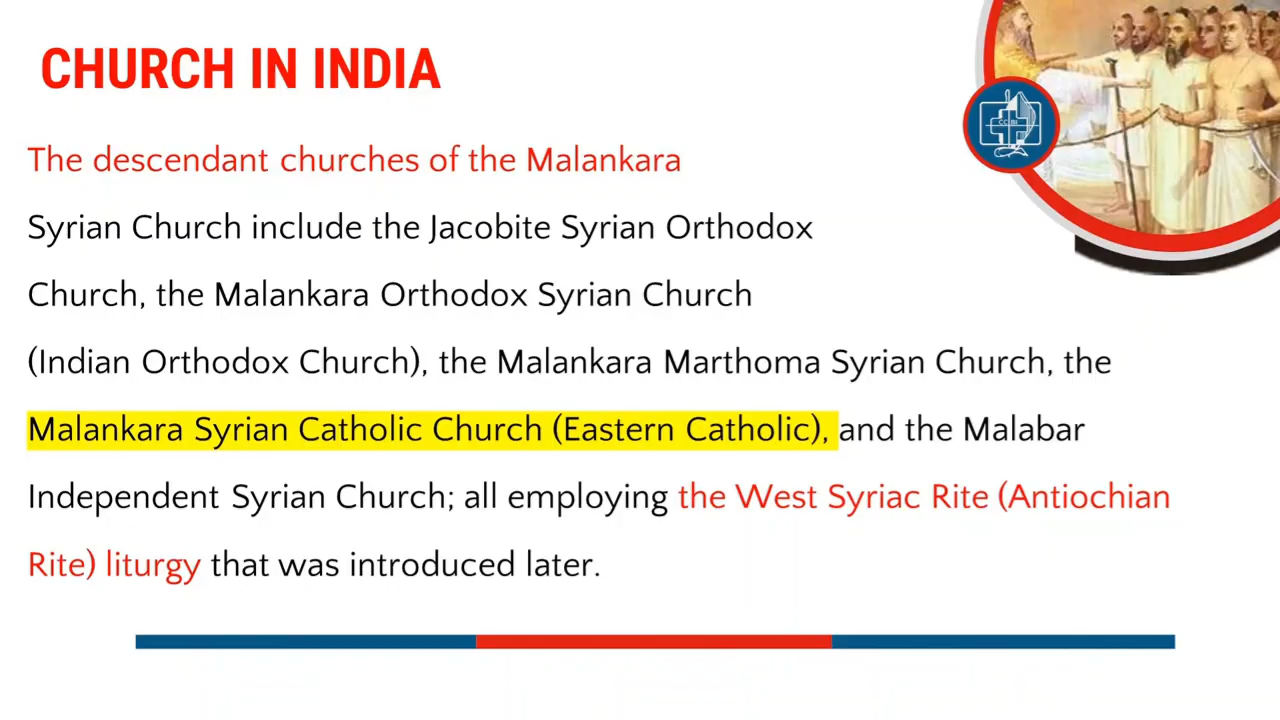 CHURCH IN INDIA
CCBI
The descendant churches of the Malankara
Syrian Church include the Jacobite Syrian Orthodox
Church, the Malankara Orthodox Syrian Church
(Indian Orthodox Church), the Malankara Marthoma Syrian Church, the
Malankara Syrian Catholic Church (Eastern Catholic), and the Malabar
Independent Syrian Church; all employing the West Syriac Rite (Antiochian
Rite) liturgy that was introduced later.